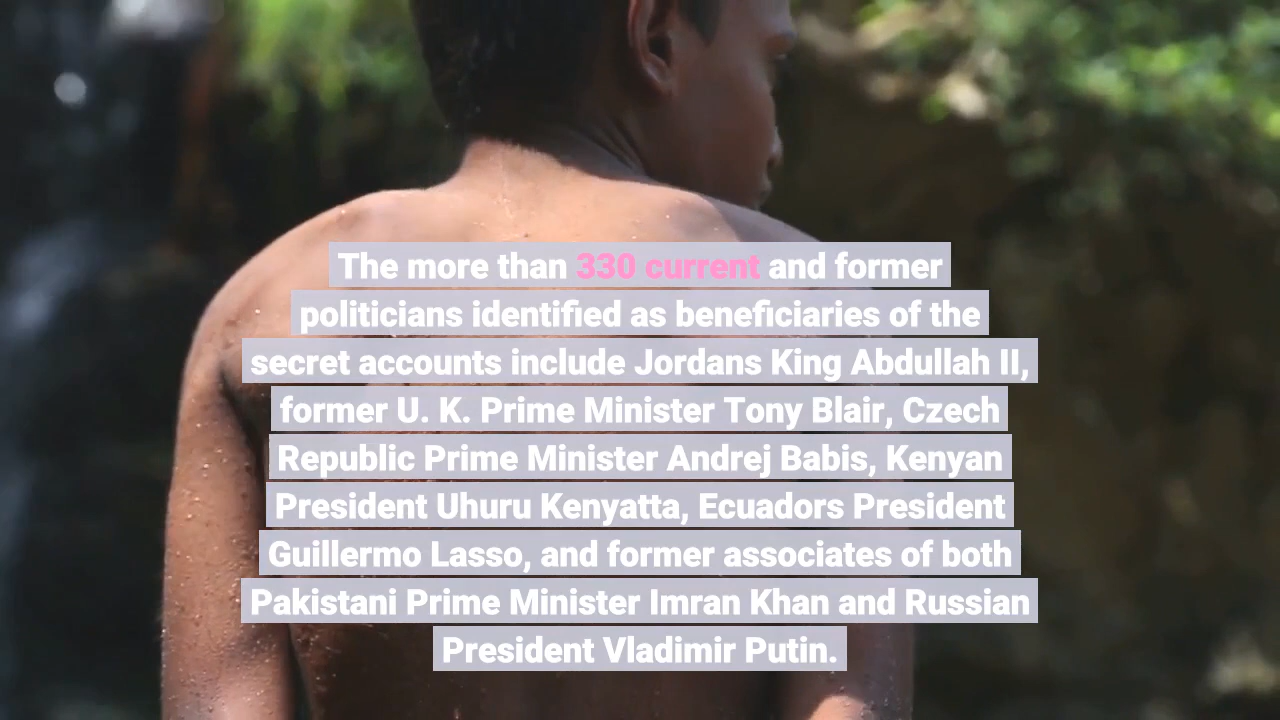 The more than 330 current and former
politicians identified as beneficiaries of the
secret accounts include Jordans King Abdullah II,
former U. K. Prime Minister Tony Blair, Czech
Republic Prime Minister Andrej Babis, Kenyan
President Uhuru Kenyatta, Ecuadors President
Guillermo Lasso, and former associates of both
Pakistani Prime Minister Imran Khan and Russian
President Vladimir Putin.